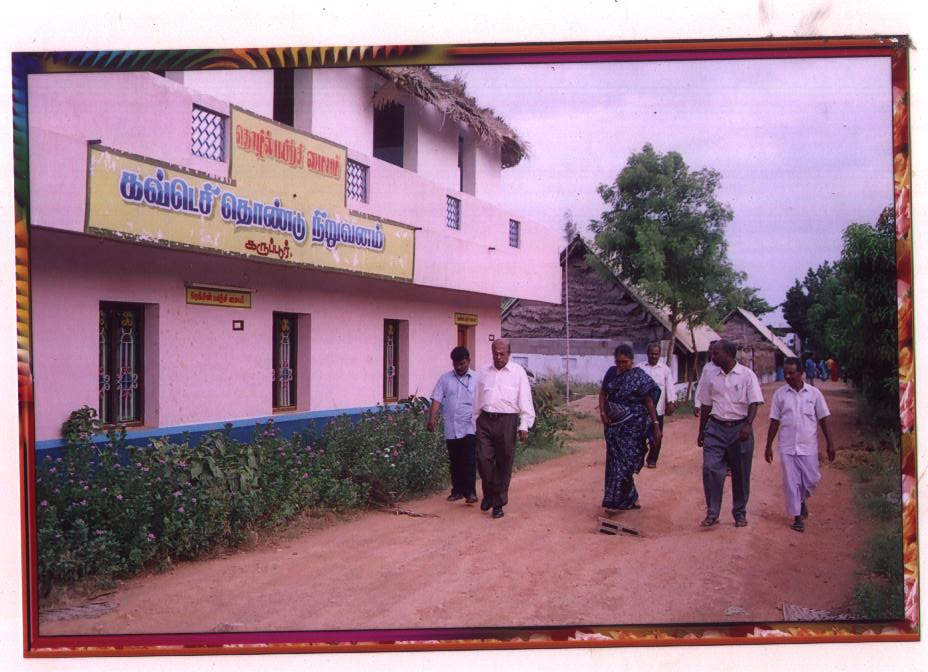 தொழில் பயிற்சி மையம்
கவ்டெசி தொண்டு நிறுவனம்
கருப்பூர்.